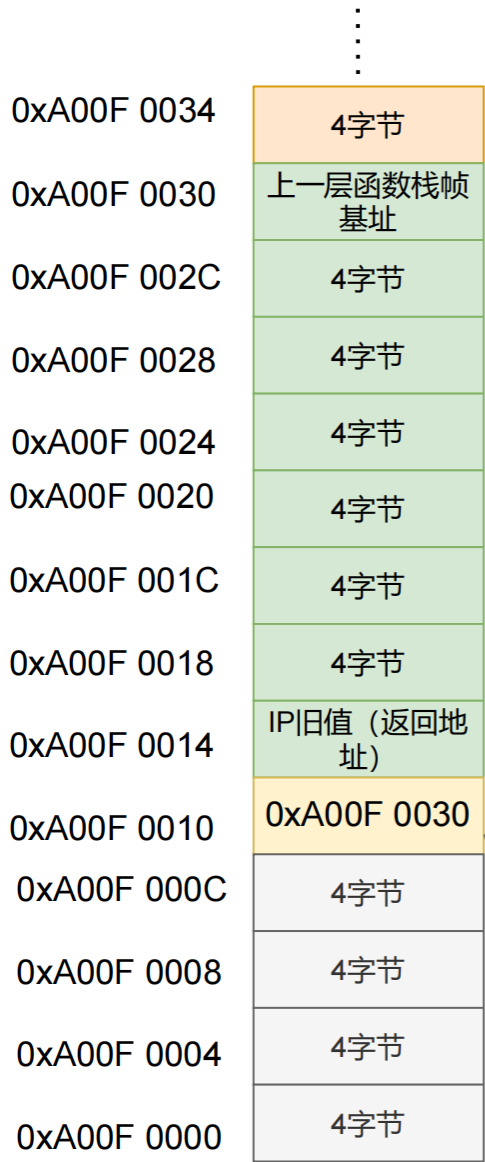 0xA00F 0034
4字节
0xA00F 0030
上一层函数栈帧
基址
0xA00F 002C
4字节
0xA00F 0028
4字节
0xA00F 0024
4字节
0xA00F 0020
4字节
0xA00F 001C
4字节
0xA00F 0018
4字节
0xA00F 0014
IP旧值（返回地
址）
0xA00F 0010
0xA00F 0030
0xA00F 000C
4字节
0xA00F 0008
4字节
0xA00F 0004
4字节
0xA00F 0000
4字节